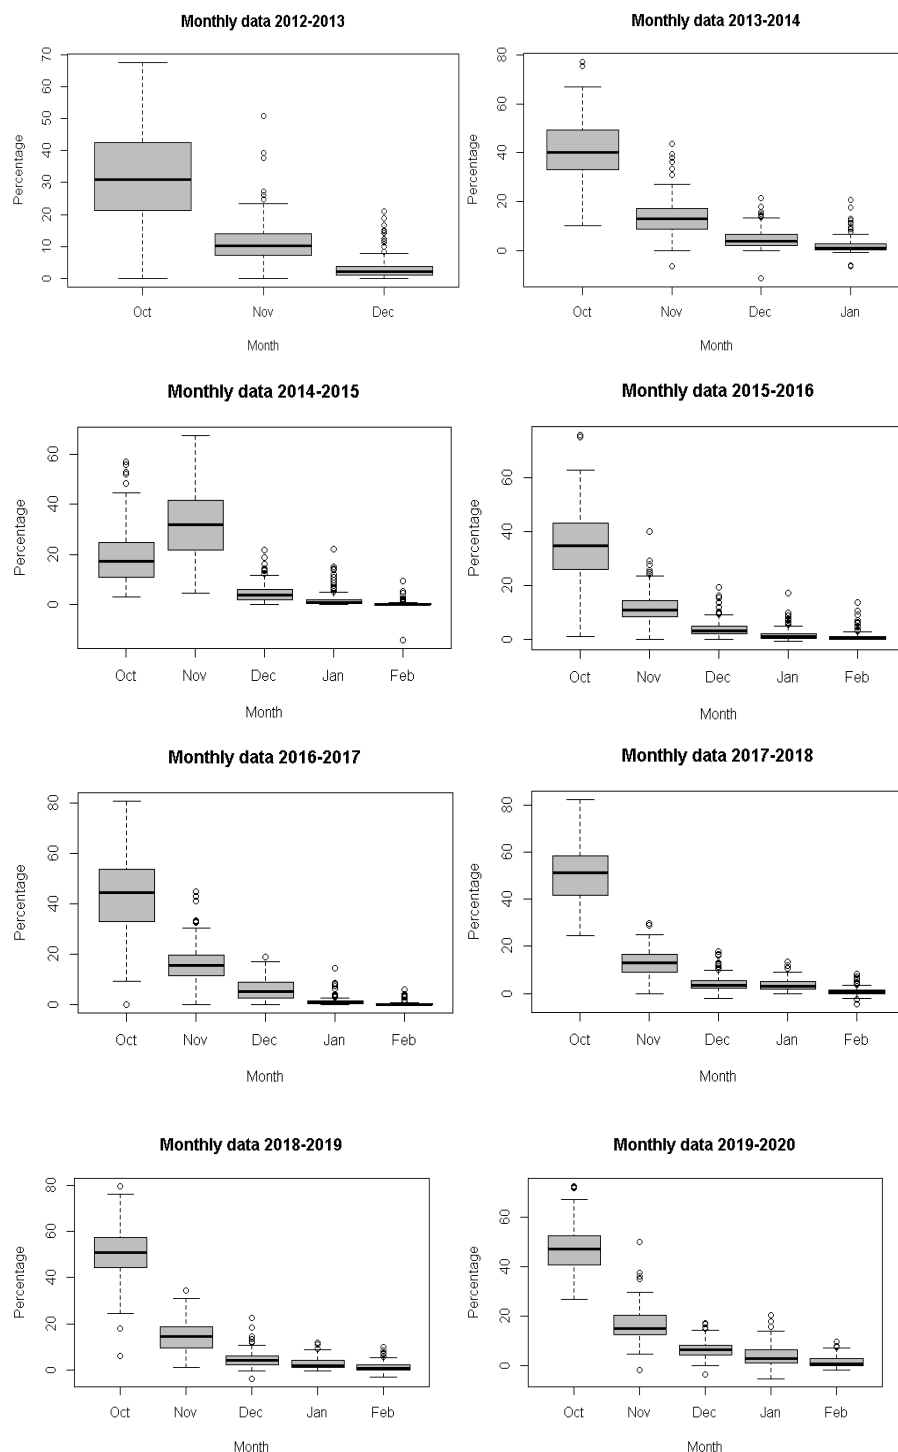 Monthly data 2012-2013
Percentage
70
60
50
40
30
20
10
0
Oct Nov Dec
Month
Monthly data 2013-2014
Percentage
80
60
40
20
0
Oct Nov Dec Jan
Month
Monthly data 2014-2015
Percentage
60
40
20
0
Oct Nov Dec Jan Feb
Month
Monthly data 2015-2016
Percentage
60
40
20
0
Oct Nov Dec Jan Feb
Month
Monthly data 2016-2017
Percentage
80
60
40
20
0
Oct Nov Dec Jan Feb
Month
Monthly data 2017-2018
Percentage
80
60
40
20
0
Oct Nov Dec Jan Feb
Month
Monthly data 2018-2019
Percentage
80
60
40
20
0
Oct Nov Dec Jan Feb
Month
Monthly data 2019-2020
Percentage
80
60
40
20
0
Oct Nov Dec Jan Feb
Month